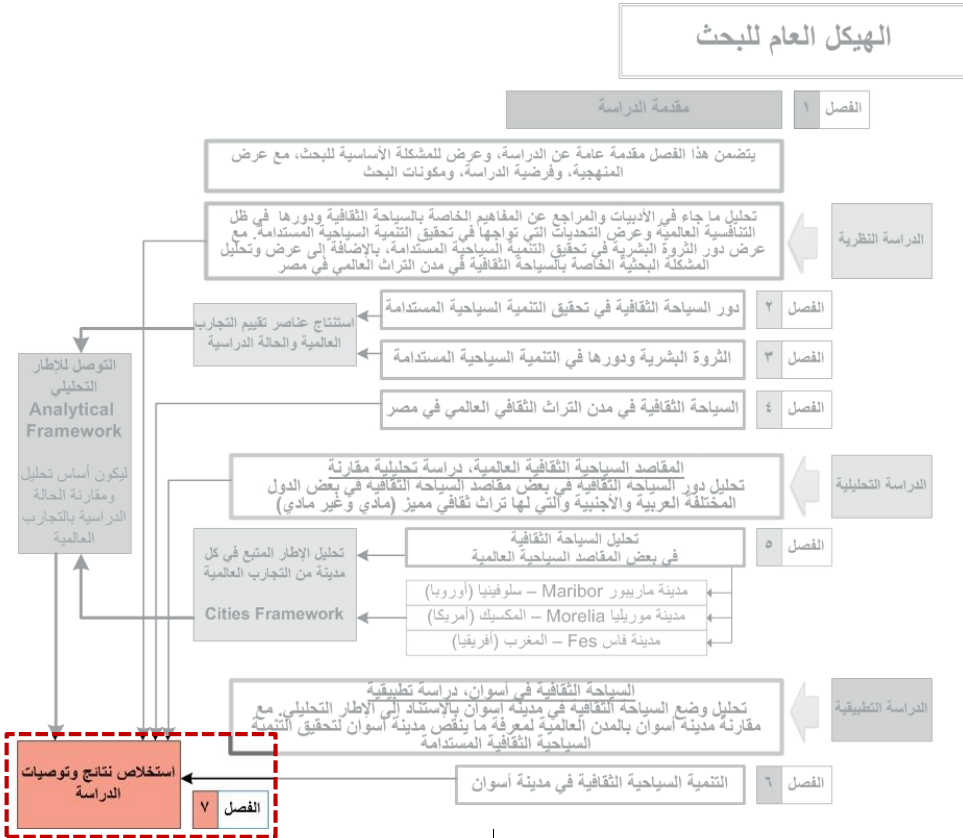 الهيكل العام للبحث
الفصل ١
مقدمة الدراسة
يتضمن هذا الفصل مقدمة عامة عن الدراسة، وعرض للمشكلة الأساسية للبحث، مع عرض
المنهجية، وفرضية الدراسة، ومكونات البحث
الدراسة النظرية
تحليل ما جاء في الأدبيات والمراجع عن المفاهيم الخاصة بالسياحة الثقافية ودورها في ظل
التنافسية العالمية وعرض التحديات التي تواجها في تحقيق التنمية السياحية المستدامة. مع
عرض دور الثروة البشرية في تحقيق التنمية السياحية المستدامة، بالإضافة إلى عرض وتحليل
المشكلة البحثية الخاصة بالسياحة الثقافية في مدن التراث العالمي في مصر
الفصل ٢
دور السياحة الثقافية في تحقيق التنمية السياحية المستدامة
الفصل ٣
الثروة البشرية ودورها في التنمية السياحية المستدامة
استنتاج عناصر تقييم التجارب
العالمية والحالة الدراسية
الفصل ٤
السياحة الثقافية في مدن التراث الثقافي العالمي في مصر
التوصل للإطار
التحليلي
Analytical
Framework
ليكون أساس تحليل
ومقارنة الحالة
الدراسية بالتجارب
العالمية
الدراسة التحليلية
المقاصد السياحية الثقافية العالمية، دراسة تحليلية مقارنة
تحليل دور السياحة الثقافية في بعض مقاصد السياحة الثقافية في بعض الدول
المختلفة العربية والأجنبية والتي لها تراث ثقافي مميز (مادي وغير مادي)
الفصل ٥
تحليل السياحة الثقافية
في بعض المقاصد السياحية العالمية
مدينة ماريبور Maribor – سلوفينيا (أوروبا)
مدينة موريليا Morelia – المكسيك (أمريكا)
مدينة فاس Fes – المغرب (أفريقيا)
تحليل الإطار المتبع في كل
مدينة من التجارب العالمية
Cities Framework
الدراسة التطبيقية
السياحة الثقافية في أسوان، دراسة تطبيقية
تحليل وضع السياحة الثقافية في مدينة أسوان بالإستناد إلى الإطار التحليلي. مع
مقارنة مدينة أسوان بالمدن العالمية لمعرفة ما ينقص مدينة أسوان لتحقيق التنمية
السياحية الثقافية المستدامة
الفصل ٦
التنمية السياحية الثقافية في مدينة أسوان
استخلاص نتائج وتوصيات
الدراسة
الفصل ٧